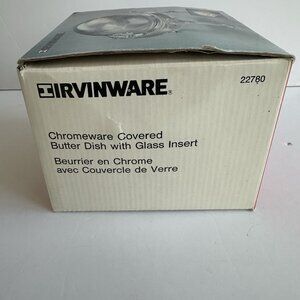 IRVINWARE® 22780
Chromeware Covered
Butter Dish with Glass Insert
Beurrier en Chrome
avec Couvercle de Verre